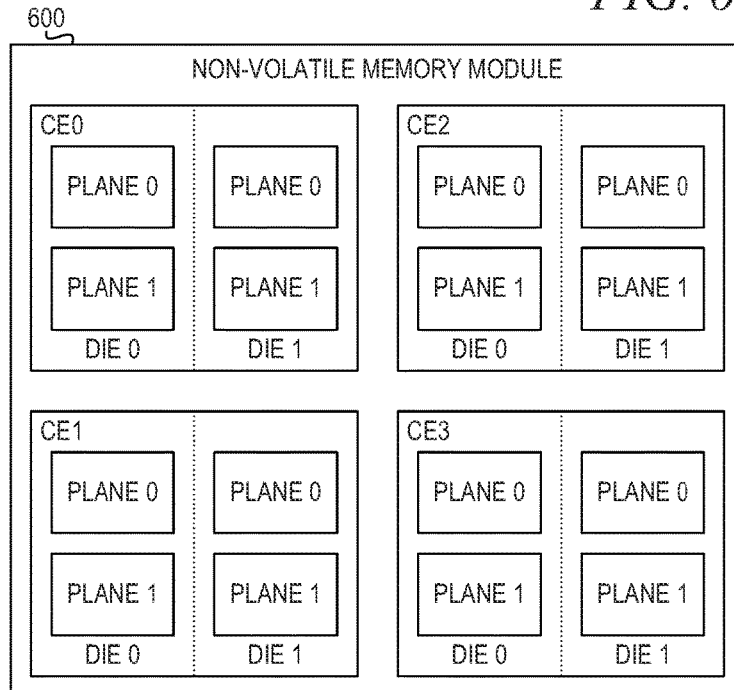 FIG. 6
600
NON-VOLATILE MEMORY MODULE
CE0
PLANE 0
PLANE 0
PLANE 1
PLANE 1
DIE 0
DIE 1
CE2
PLANE 0
PLANE 0
PLANE 1
PLANE 1
DIE 0
DIE 1
CE1
PLANE 0
PLANE 0
PLANE 1
PLANE 1
DIE 0
DIE 1
CE3
PLANE 0
PLANE 0
PLANE 1
PLANE 1
DIE 0
DIE 1